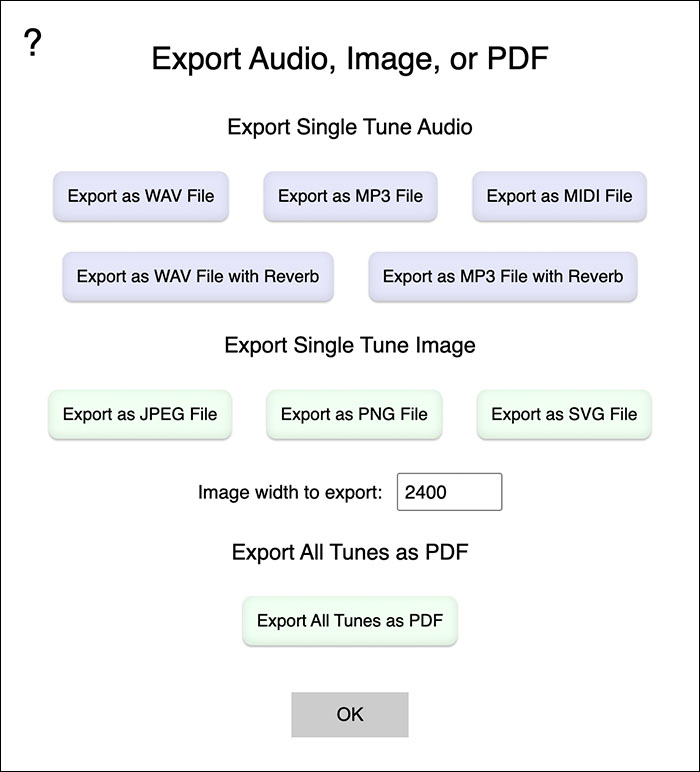 ?
Export Audio, Image, or PDF
Export Single Tune Audio
Export as WAV File
Export as MP3 File
Export as MIDI File
Export as WAV File with Reverb
Export as MP3 File with Reverb
Export Single Tune Image
Export as JPEG File
Export as PNG File
Export as SVG File
Image width to export: 2400
Export All Tunes as PDF
Export All Tunes as PDF
OK